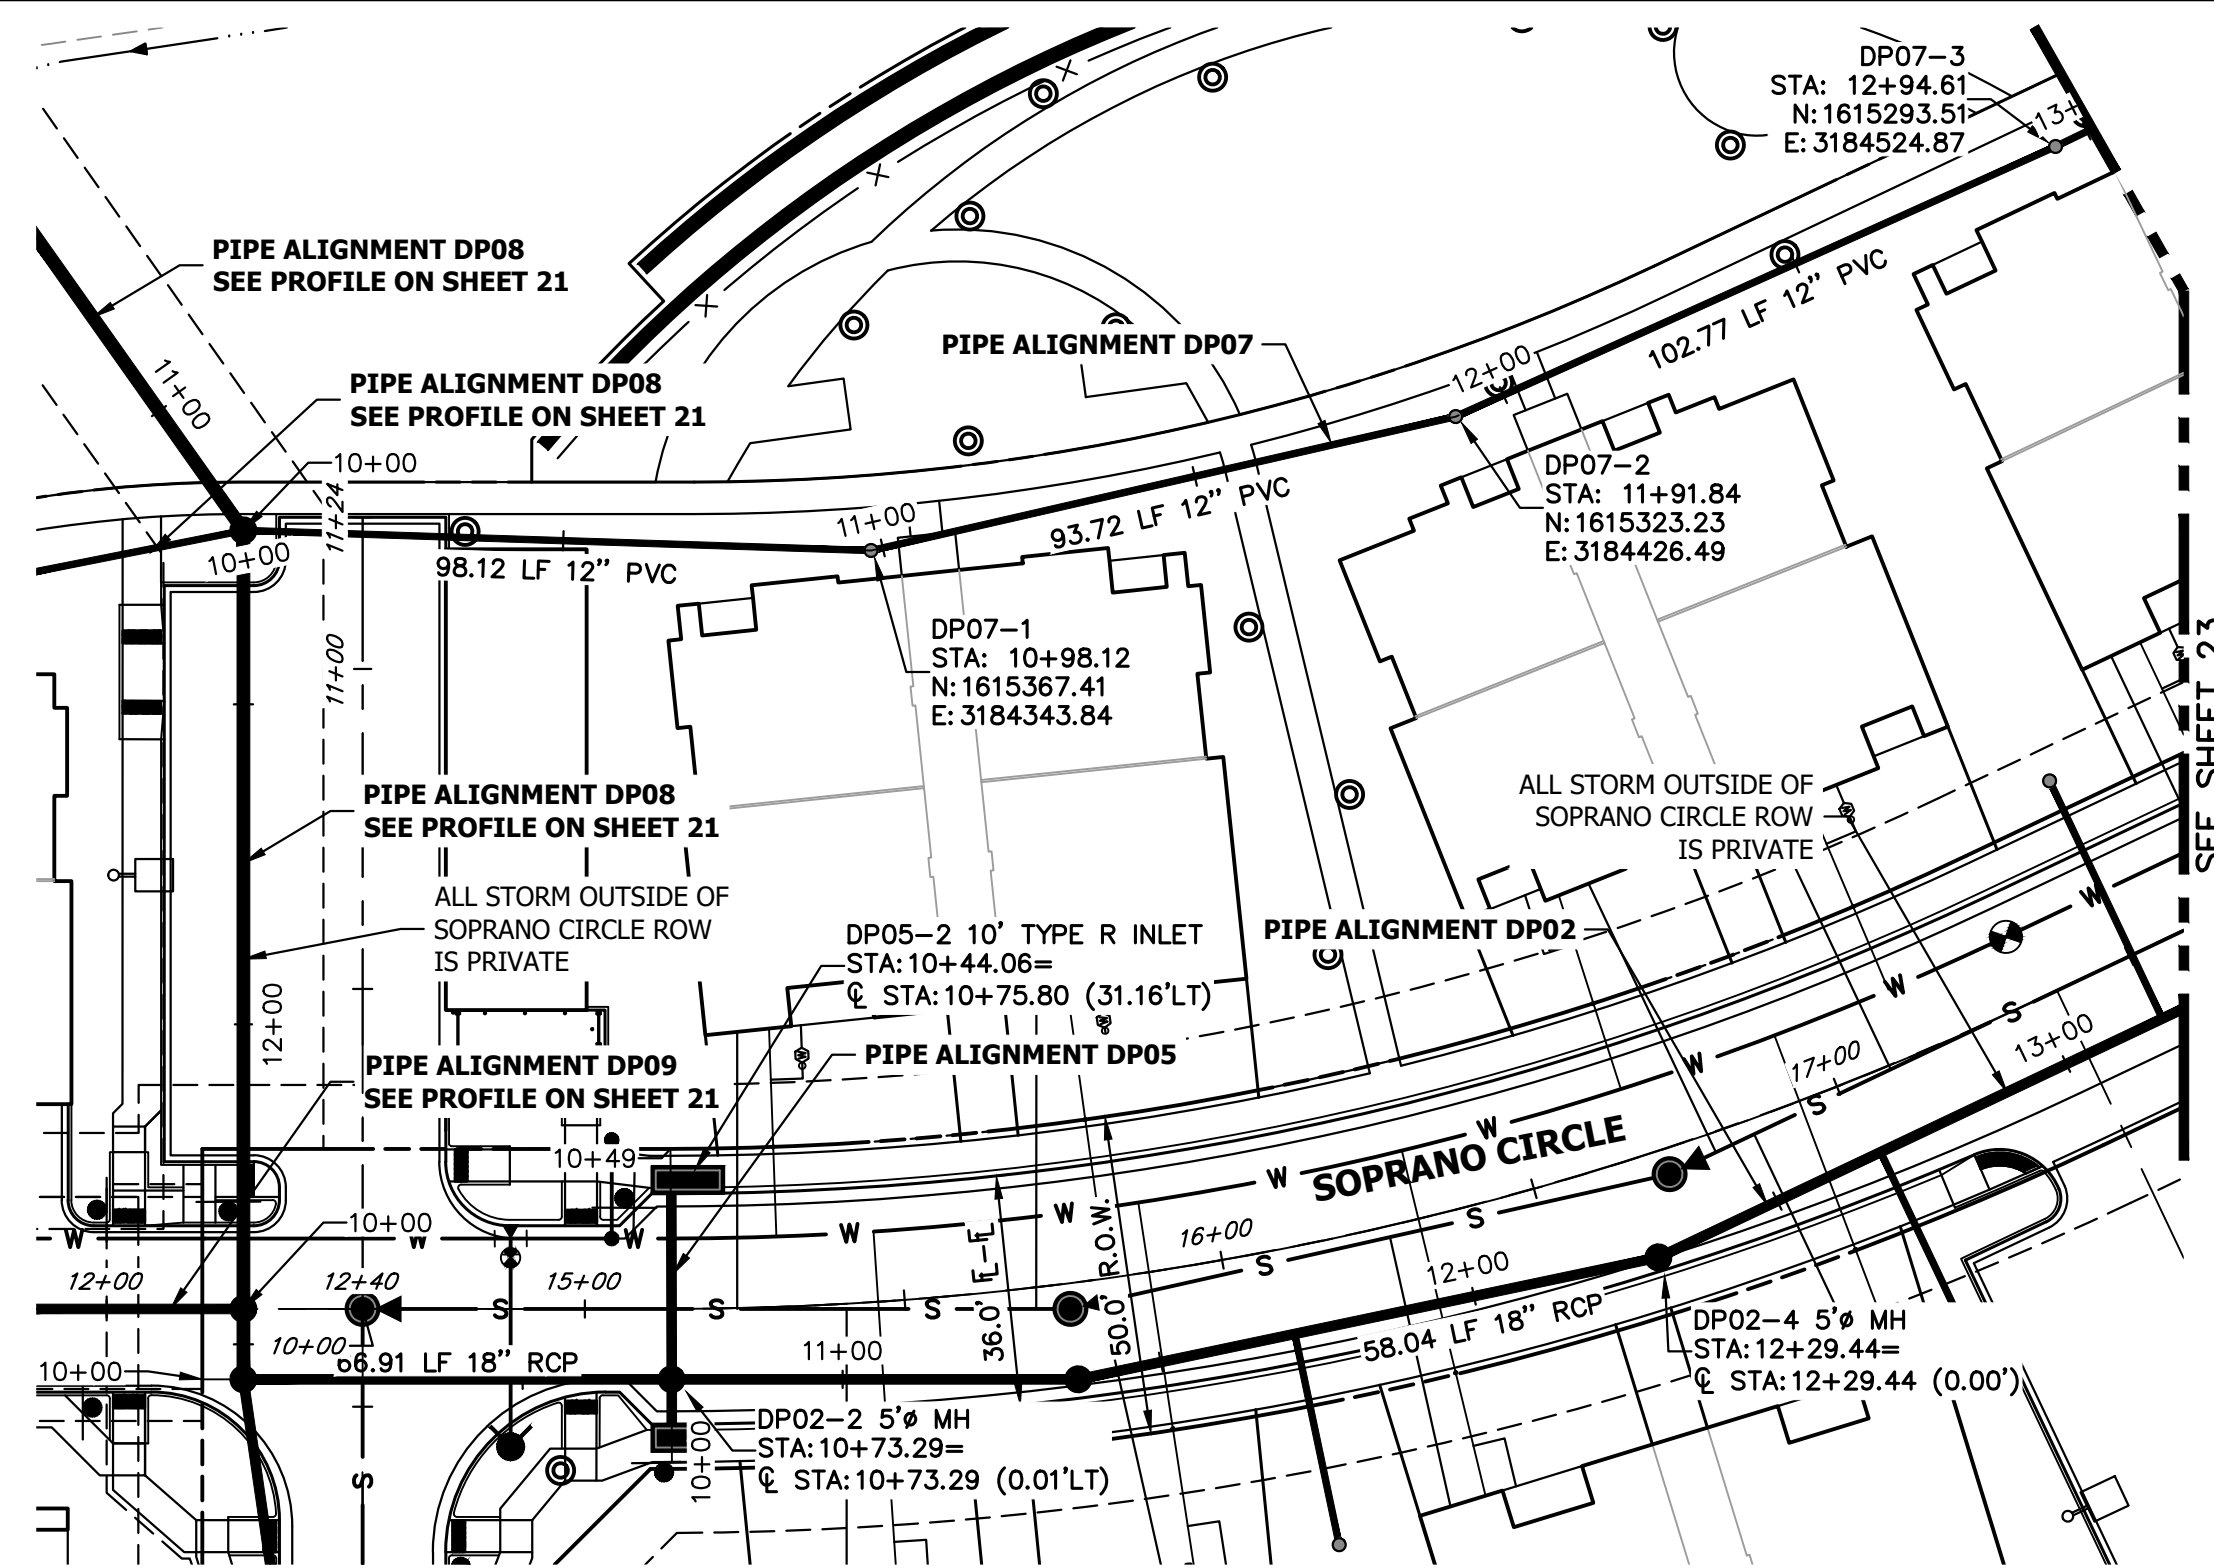 DP07-3
STA: 12+94.61
N:1615293.51
E:3184524.87
13+
PIPE ALIGNMENT DP08
SEE PROFILE ON SHEET 21
11+00
PIPE ALIGNMENT DP08
SEE PROFILE ON SHEET 21
PIPE ALIGNMENT DP07
102.77 LF 12" PVC
12+00
10+00
11+24
10+00
98.12 LF 12" PVC
11+00
93.72 LF 12" PVC
DP07-2
STA: 11+91.84
N:1615323.23
E:3184426.49
DP07-1
STA: 10+98.12
N:1615367.41
E:3184343.84
11+00
SEE SHEET 23
PIPE ALIGNMENT DP08
SEE PROFILE ON SHEET 21
ALL STORM OUTSIDE OF
SOPRANO CIRCLE ROW
IS PRIVATE
ALL STORM OUTSIDE OF
SOPRANO CIRCLE ROW
IS PRIVATE
DP05-2 10' TYPE R INLET
STA:10+44.06=
℄ STA:10+75.80 (31.16'LT)
PIPE ALIGNMENT DP02
12+00
PIPE ALIGNMENT DP09
SEE PROFILE ON SHEET 21
PIPE ALIGNMENT DP05
W
W
W
W
W
W
W
W
W
W
S
S
S
S
S
S
S
S
13+00
17+00
SOPRANO CIRCLE
10+49
10+00
12+00
12+40
15+00
16+00
12+00
36.0' FL-FL
50.0' R.O.W.
10+00
10+00
66.91 LF 18" RCP
11+00
58.04 LF 18" RCP
DP02-4 5'ø MH
STA:12+29.44=
℄ STA:12+29.44 (0.00')
DP02-2 5'ø MH
STA:10+73.29=
℄ STA:10+73.29 (0.01'LT)
10+00